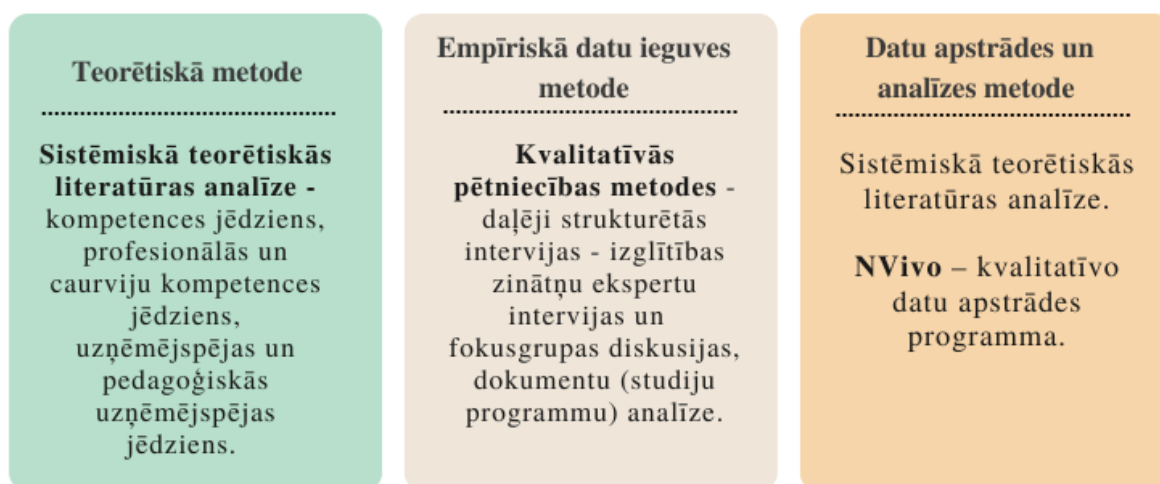 Teorētiskā metode
Sistēmiskā teorētiskās
literatūras analīze -
kompetences jēdziens,
profesionālās un
caurviju kompetences
jēdziens,
uzņēmējspējas un
pedagoģiskās
uzņēmējspējas
jēdziens.
Empīriskā datu ieguves
metode
Kvalitatīvās
pētniecības metodes -
daļēji strukturētās
intervijas - izglītības
zinātņu ekspertu
intervijas un
fokusgrupas diskusijas,
dokumentu (studiju
programmu) analīze.
Datu apstrādes un
analīzes metode
Sistēmiskā teorētiskās
literatūras analīze.
NVivo – kvalitatīvo
datu apstrādes
programma.